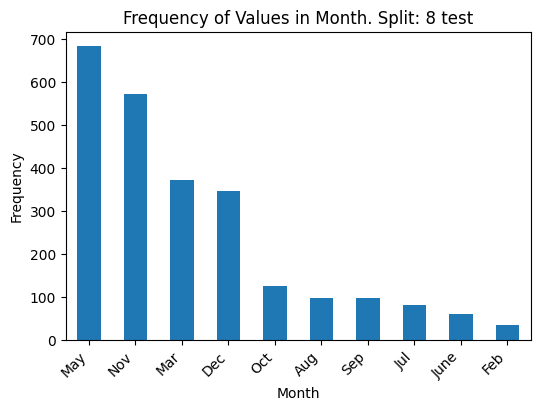 Frequency of Values in Month. Split: 8 test
700
600
500
400
300
200
100
0
Frequency
May
Nov
Mar
Dec
Oct
Aug
Sep
Jul
June
Feb
Month